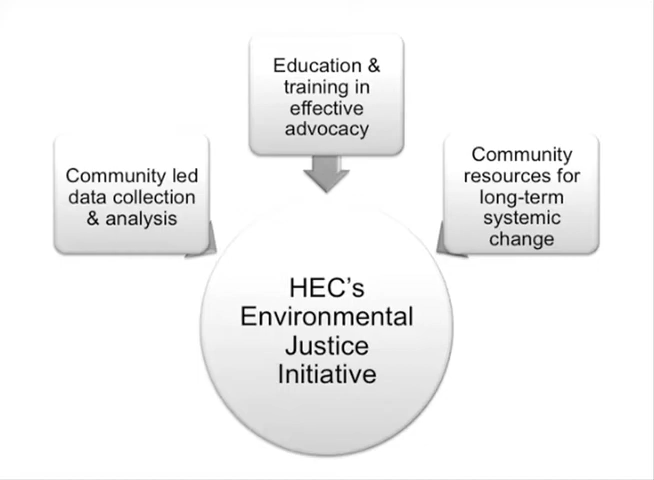 Education &
training in
effective
advocacy
Community led
data collection
& analysis
Community
resources for
long-term
systemic
change
HEC’s
Environmental
Justice
Initiative